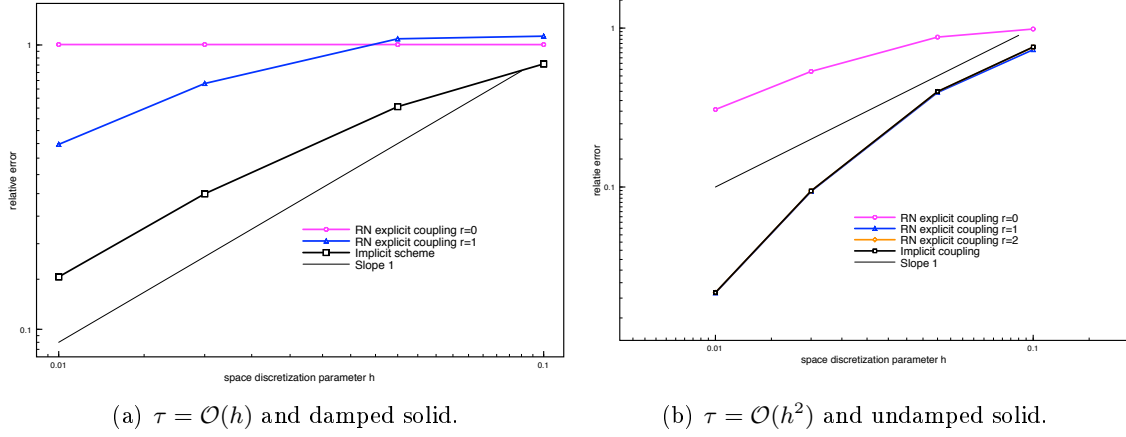 1
0.1
relative error
0.01
0.1
space discretization parameter h
RN explicit coupling r=0
RN explicit coupling r=1
Implicit scheme
Slope 1
(a) τ = O(h) and damped solid.
1
0.1
relatie error
0.01
0.1
space discretization parameter h
RN explicit coupling r=0
RN explicit coupling r=1
RN explicit coupling r=2
Implicit coupling
Slope 1
(b) τ = O(h²) and undamped solid.